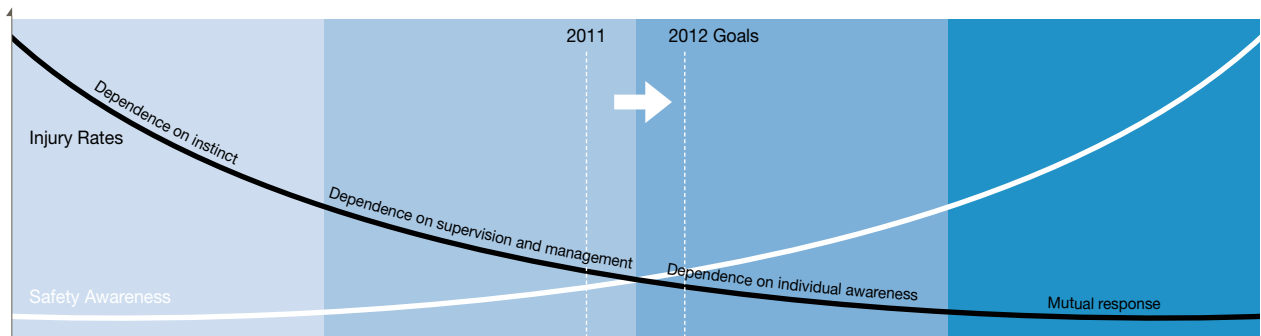 2011
2012 Goals
Dependence on instinct
Injury Rates
Dependence on supervision and management
Dependence on individual awareness
Safety Awareness
Mutual response